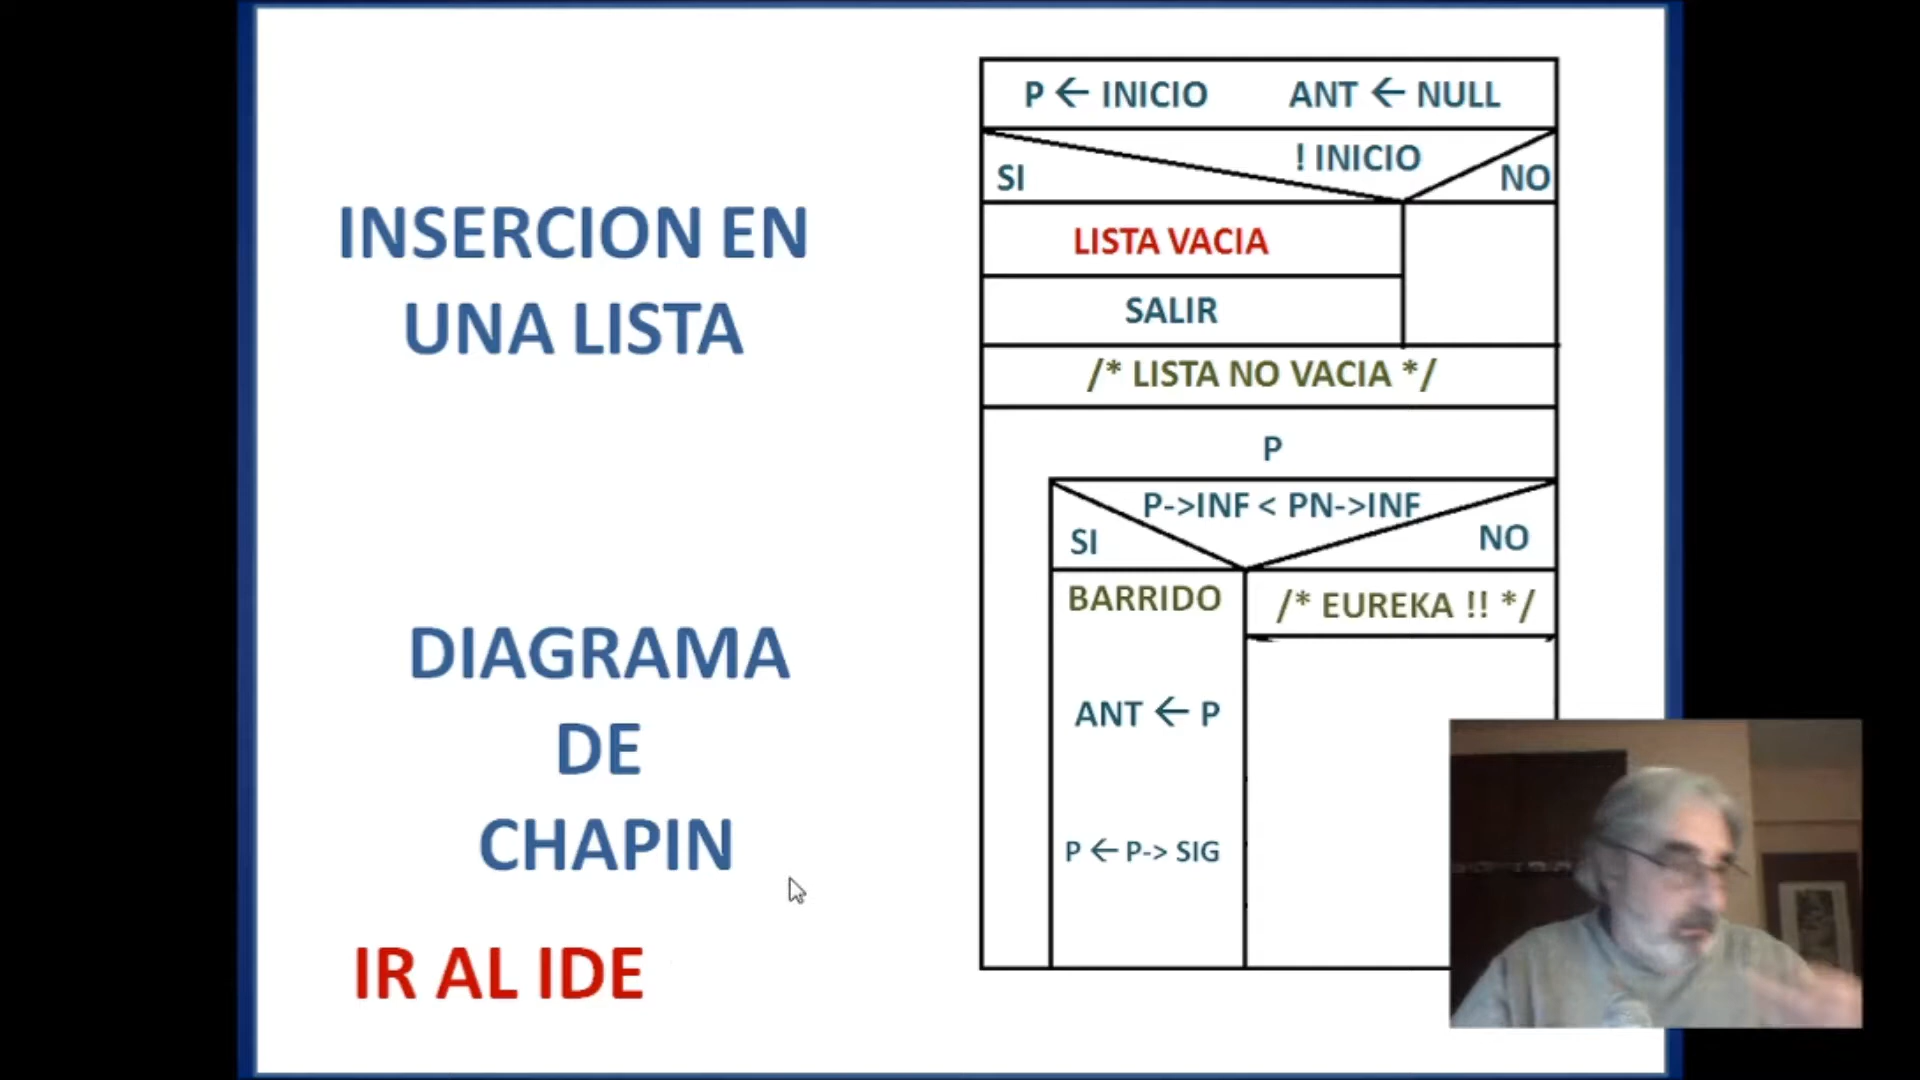 INSERCION EN
UNA LISTA
DIAGRAMA
DE
CHAPIN
IR AL IDE
P ← INICIO ANT ← NULL
! INICIO
SI NO
LISTA VACIA
SALIR
/* LISTA NO VACIA */
P
P->INF < PN->INF
SI NO
BARRIDO
/* EUREKA !! */
ANT ← P
P ← P-> SIG